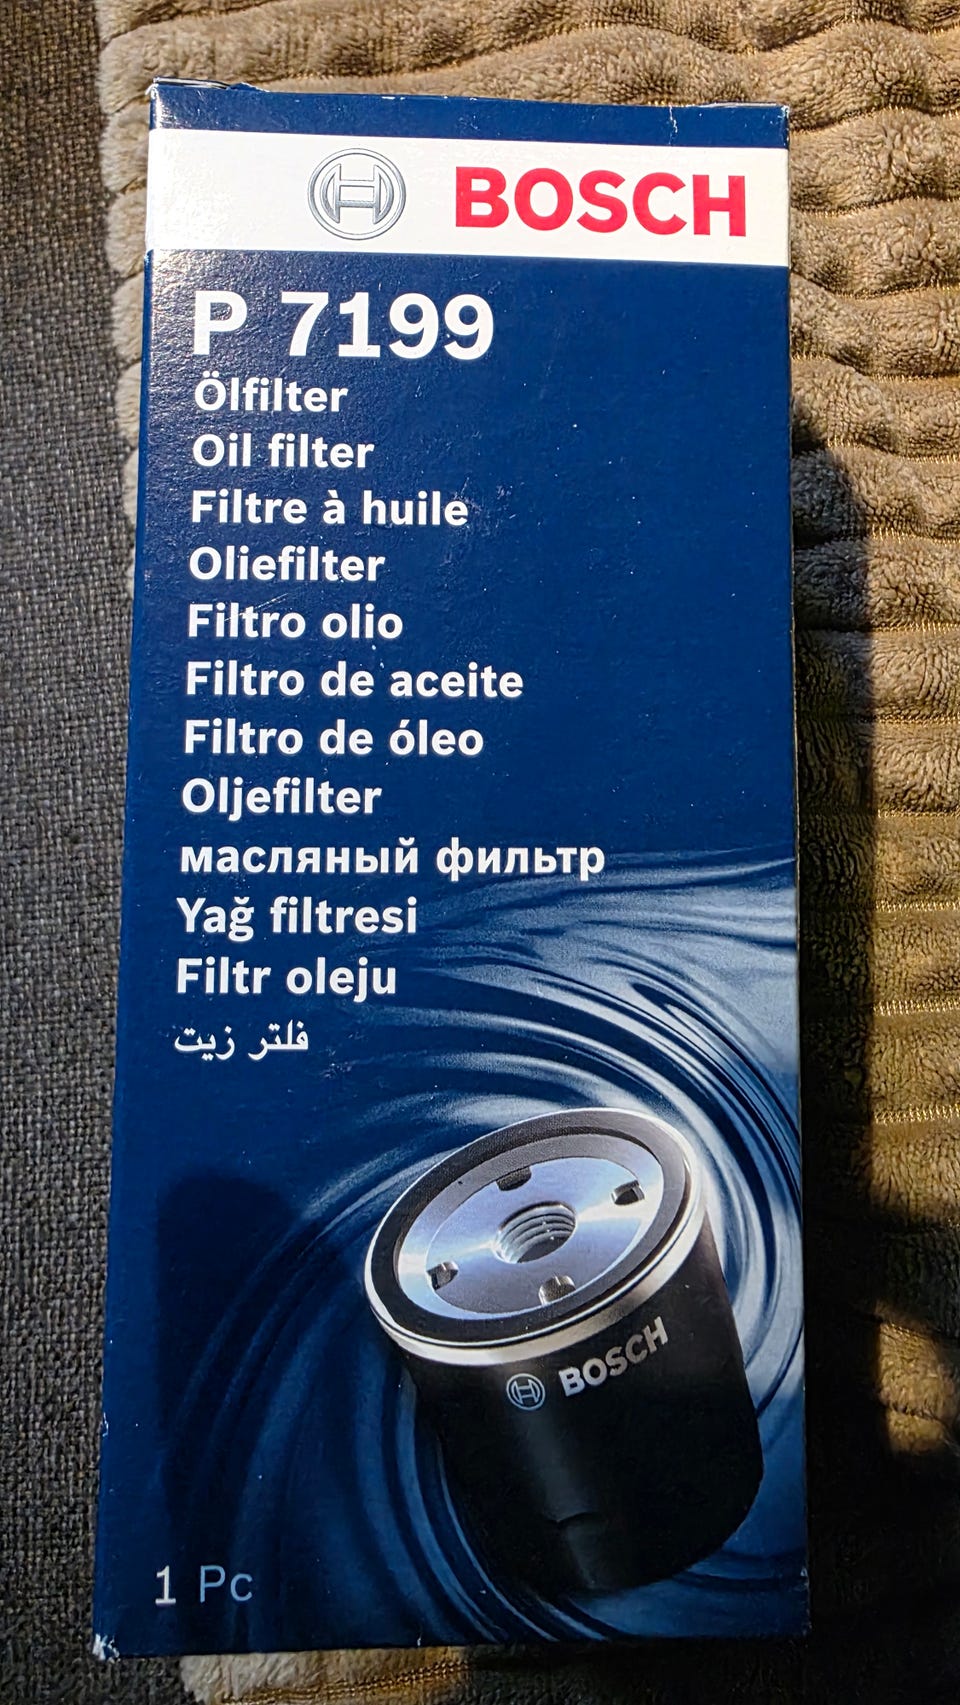 BOSCH
P 7199
Ölfilter
Oil filter
Filtre à huile
Oliefilter
Filtro olio
Filtro de aceite
Filtro de óleo
Oljefilter
масляный фильтр
Yağ filtresi
Filtr oleju
فلتر زيت
BOSCH
1 Pc